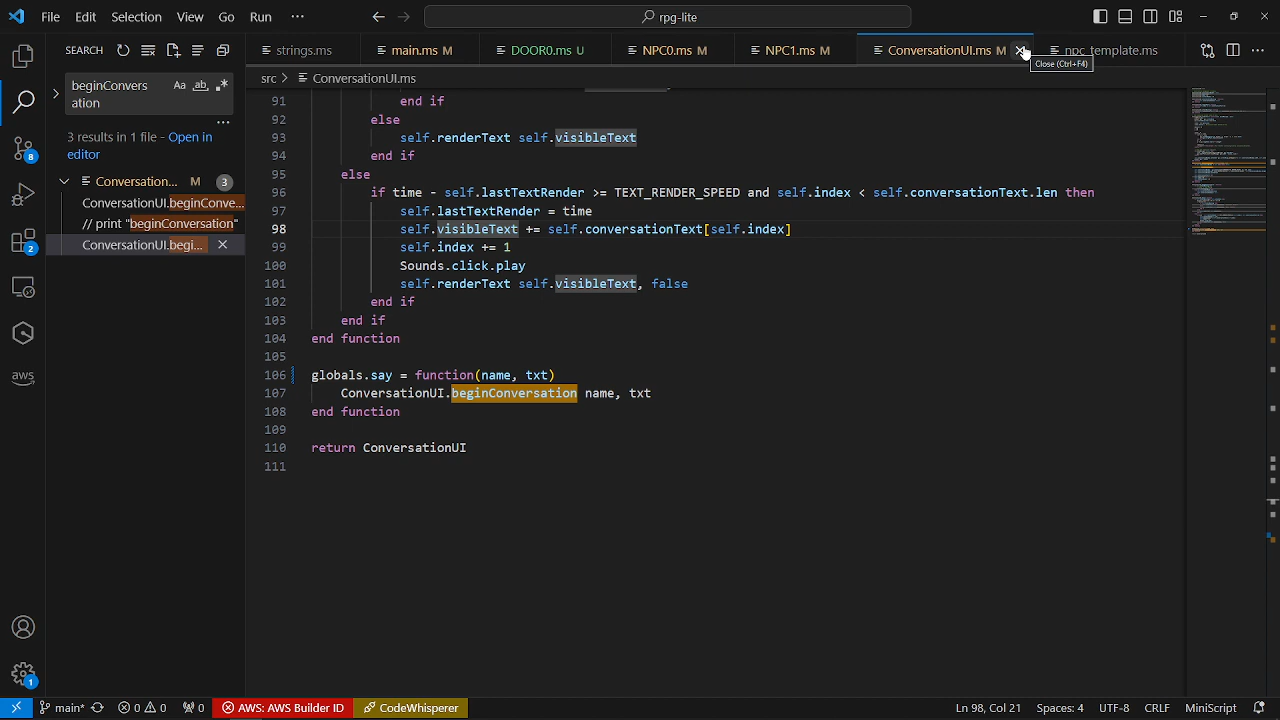 File Edit Selection View Go Run ··· rpg-lite
SEARCH
strings.ms
main.ms M
DOOR0.ms U
NPC0.ms M
NPC1.ms M
ConversationUI.ms M
npc_template.ms
Close (Ctrl+F4)
beginConvers
ation
Aa ab
3 results in 1 file - Open in
editor
Conversation... M 3
ConversationUI.beginConve...
// print "beginConversation"
ConversationUI.begi...
src > ConversationUI.ms
91 end if
92 else
93 self.renderText self.visibleText
94 end if
95 else
96 if time - self.lastTextRender >= TEXT_RENDER_SPEED and self.index < self.conversationText.len then
97 self.lastTextRender = time
98 self.visibleText += self.conversationText[self.index]
99 self.index += 1
100 Sounds.click.play
101 self.renderText self.visibleText, false
102 end if
103 end if
104 end function
105
106 globals.say = function(name, txt)
107 ConversationUI.beginConversation name, txt
108 end function
109
110 return ConversationUI
111
8
2
aws
1
main* 0 0 0 AWS: AWS Builder ID CodeWhisperer Ln 98, Col 21 Spaces: 4 UTF-8 CRLF MiniScript